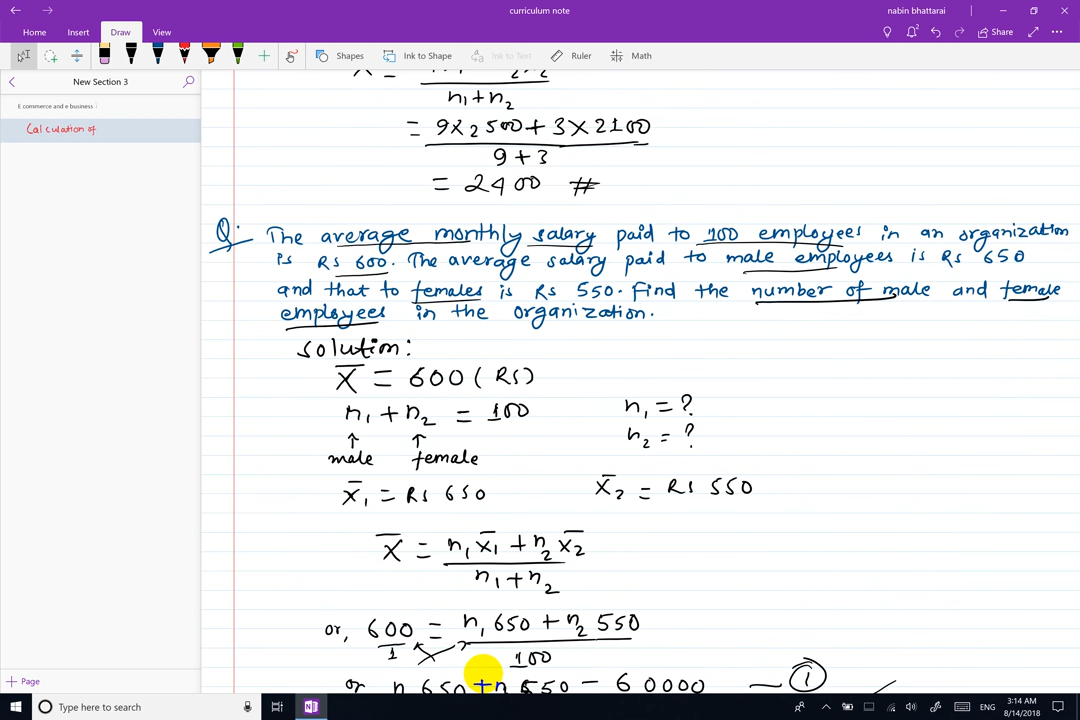 curriculum note
nabin bhattarai
Home Insert Draw View
Share
Shapes Ink to Shape Ink to Text Ruler Math
New Section 3
E commerce and e business
Calculation of
n₁+n₂
= 9×2500+3×2100
9+3
= 2400 #
Q: The average monthly salary paid to 100 employees in an organization
is Rs 600. The average salary paid to male employees is Rs 650
and that to females is Rs 550. Find the number of male and female
employees in the organization.
Solution:
X̄ = 600 (Rs)
n₁ + n₂ = 100
n₁ = ?
n₂ = ?
↑ ↑
male female
X̄₁ = Rs 650
X̄₂ = Rs 550
X̄ = n₁X̄₁ + n₂X̄₂
n₁+n₂
or, 600 = n₁650 + n₂550
1
100
or n 650 + n 550 = 60000 — ①
+ Page
Type here to search
ENG
3:14 AM
8/14/2018